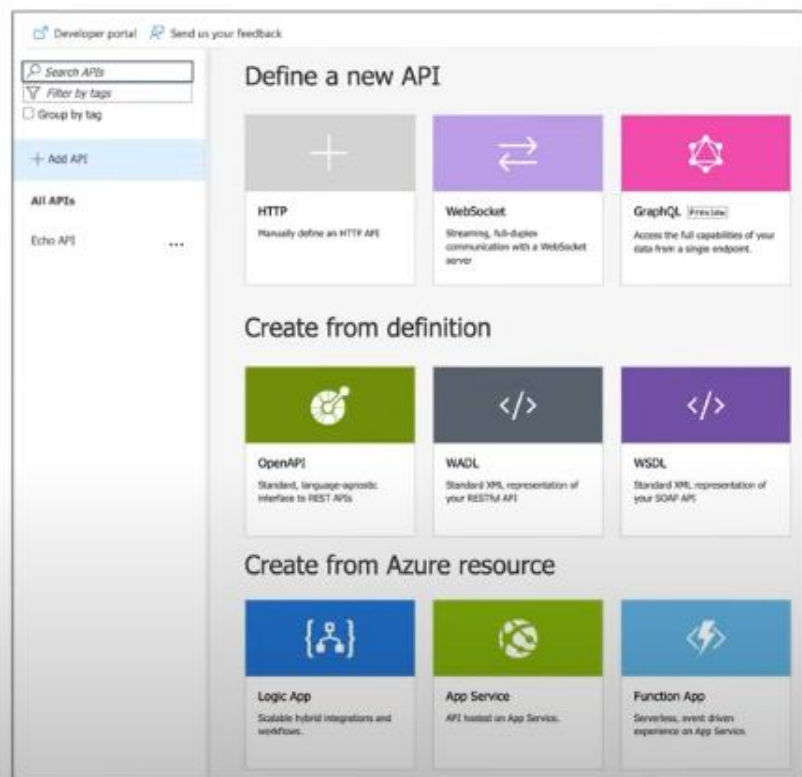 Developer portal Send us your feedback
Search APIs
Filter by tags
Group by tag
+ Add API
All APIs
Echo API ...
Define a new API
HTTP
Manually define an HTTP API
WebSocket
Streaming, full-duplex
communication with a WebSocket
server
GraphQL Preview
Access the full capabilities of your
data from a single endpoint.
Create from definition
OpenAPI
Standard, language-agnostic
interface to REST APIs
WADL
Standard XML representation of
your RESTful API
WSDL
Standard XML representation of
your SOAP API
Create from Azure resource
Logic App
Scalable hybrid integrations and
workflows.
App Service
API hosted on App Service.
Function App
Serverless, event driven
experience on App Service.